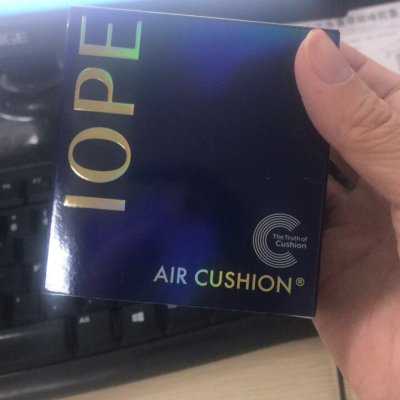 IOPE
The Truth of
Cushion
AIR CUSHION®